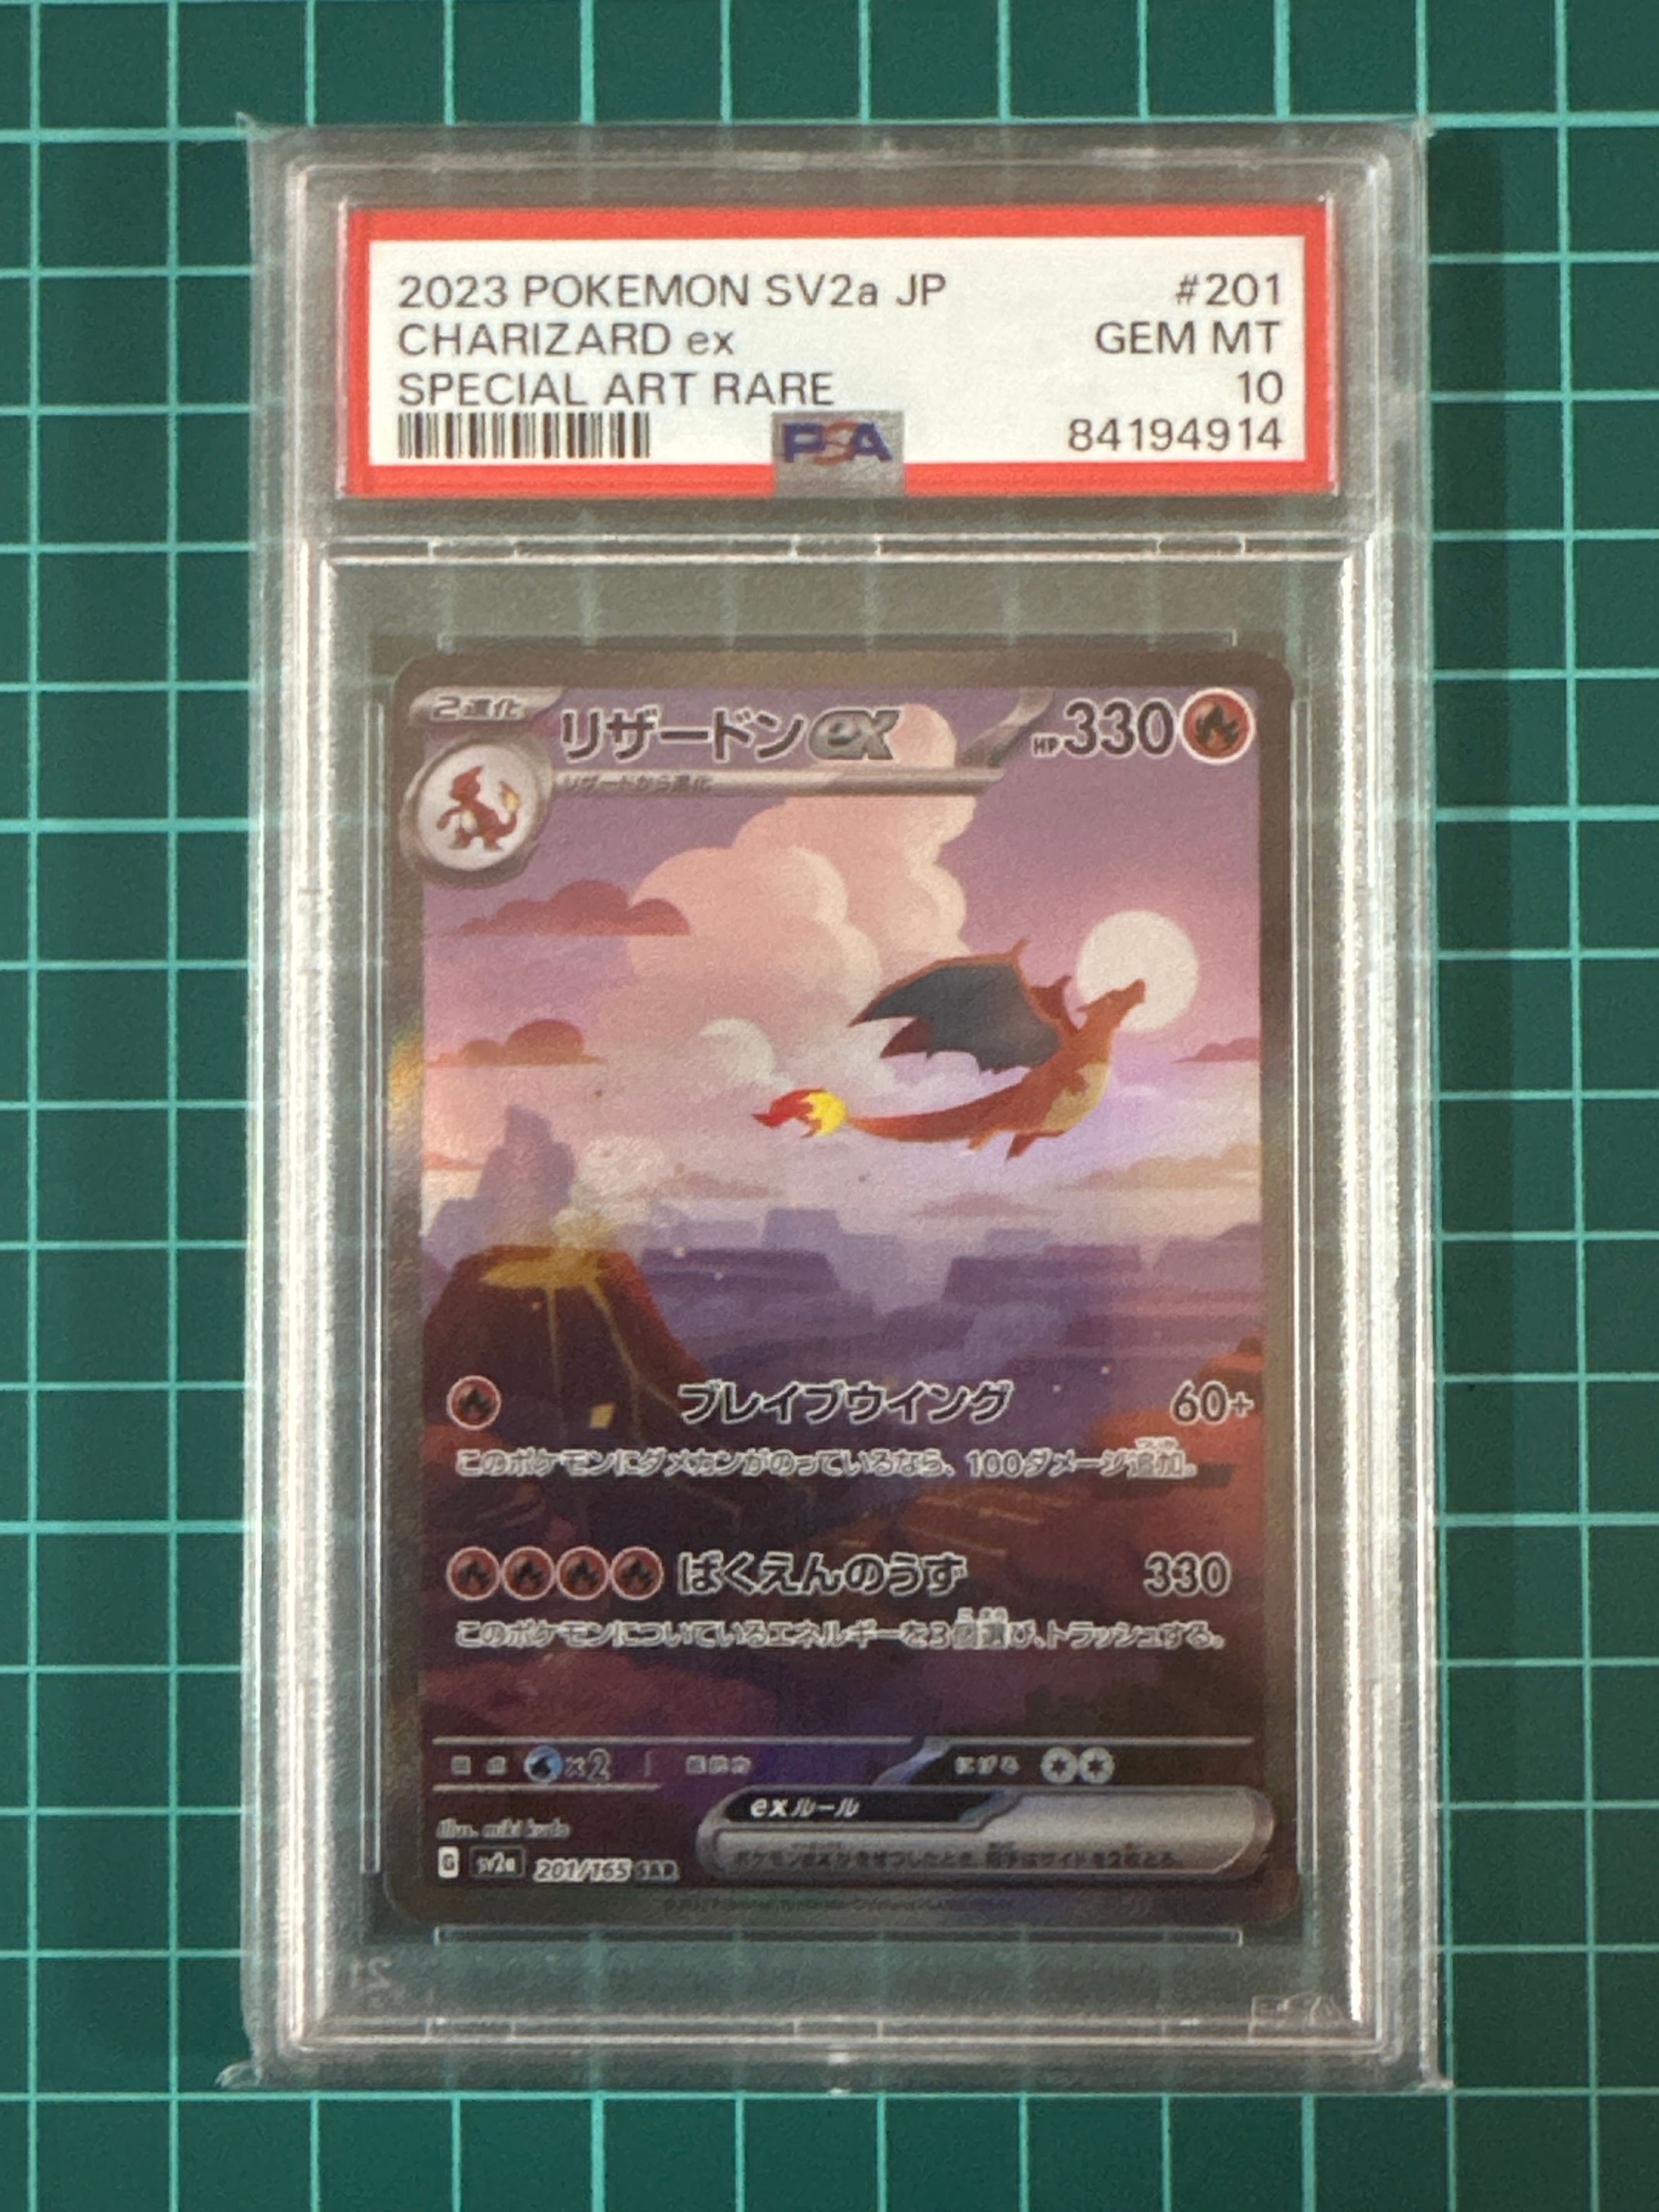 2023 POKEMON SV2a JP #201
CHARIZARD ex GEM MT
SPECIAL ART RARE 10
PSA 84194914
2進化 リザードンex HP330
リザードから進化
ブレイブウイング 60+
このポケモンにダメカンがのっているなら、100ダメージ追加。
ばくえんのうず 330
このポケモンについているエネルギーを3個選び、トラッシュする。
×2 にげる
exルール
illus. miki kudo
ポケモンexがきぜつしたとき、相手はサイドを2枚とる。
G sv2a 201/165 SAR
PSA